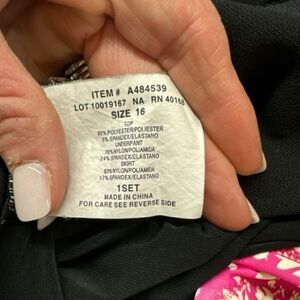 ITEM# A484539
LOT 10019167 NA RN 40165
SIZE 16
TOP
95% POLYESTER/POLIESTER
5% SPANDEX/ELASTANO
UNDERPANT
76% NYLON/POLIAMIDA
24% SPANDEX/ELASTANO
SKIRT
83% NYLON/POLIAMIDA
17% SPANDEX/ELASTANO
1SET
MADE IN CHINA
FOR CARE SEE REVERSE SIDE